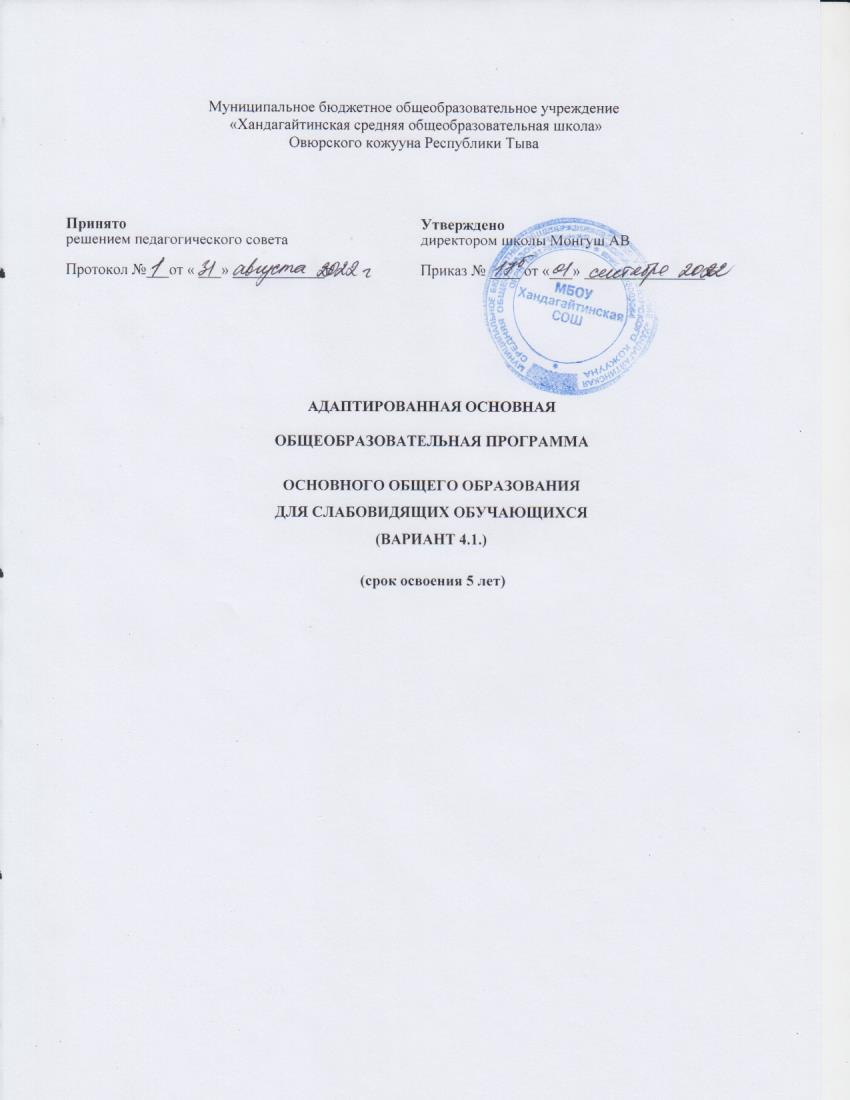 Муниципальное бюджетное общеобразовательное учреждение
«Хандагайтинская средняя общеобразовательная школа»
Овюрского кожууна Республики Тыва
Принято
решением педагогического совета
Протокол № 1 от « 31 » августа 2022 г
Утверждено
директором школы Монгуш АВ
Приказ № от « 01 » сентября 2022
МБОУ
Хандагайтинская
СОШ
АДАПТИРОВАННАЯ ОСНОВНАЯ
ОБЩЕОБРАЗОВАТЕЛЬНАЯ ПРОГРАММА
ОСНОВНОГО ОБЩЕГО ОБРАЗОВАНИЯ
ДЛЯ СЛАБОВИДЯЩИХ ОБУЧАЮЩИХСЯ
(ВАРИАНТ 4.1.)
(срок освоения 5 лет)